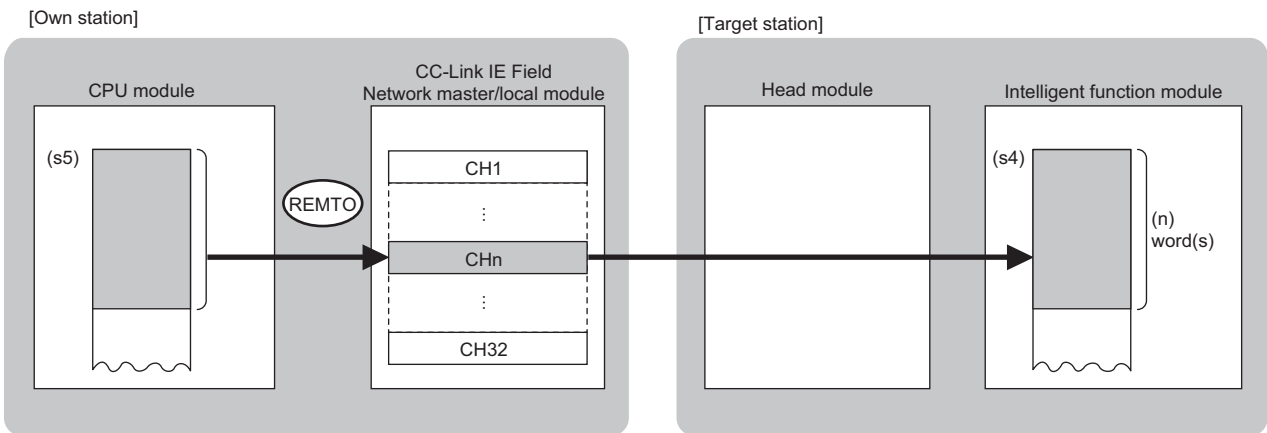 [Own station]
[Target station]
CPU module
CC-Link IE Field
Network master/local module
Head module
Intelligent function module
(s5)
REMTO
CH1
⋮
CHn
⋮
CH32
(s4)
(n)
word(s)